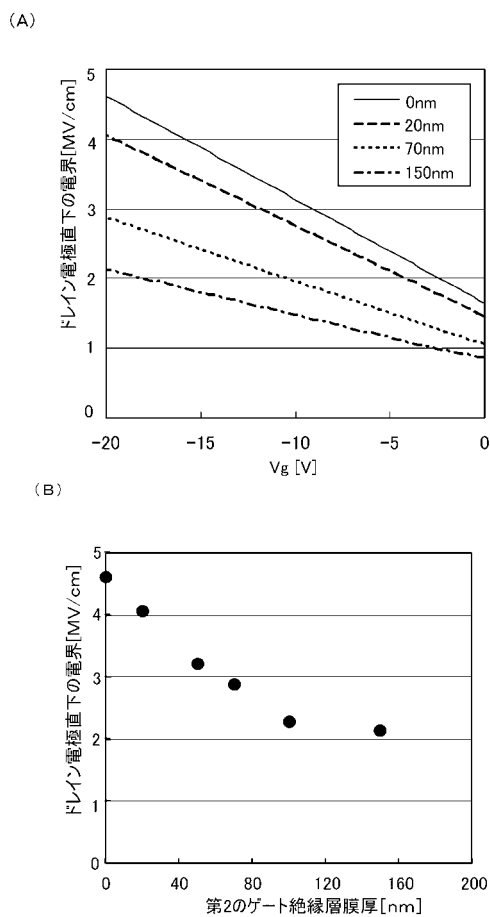 (A)
ドレイン電極直下の電界[MV/cm]
5
4
3
2
1
0
0nm
20nm
70nm
150nm
-20
-15
-10
-5
0
Vg [V]
(B)
ドレイン電極直下の電界[MV/cm]
5
4
3
2
1
0
0
40
80
120
160
200
第2のゲート絶縁層膜厚[nm]